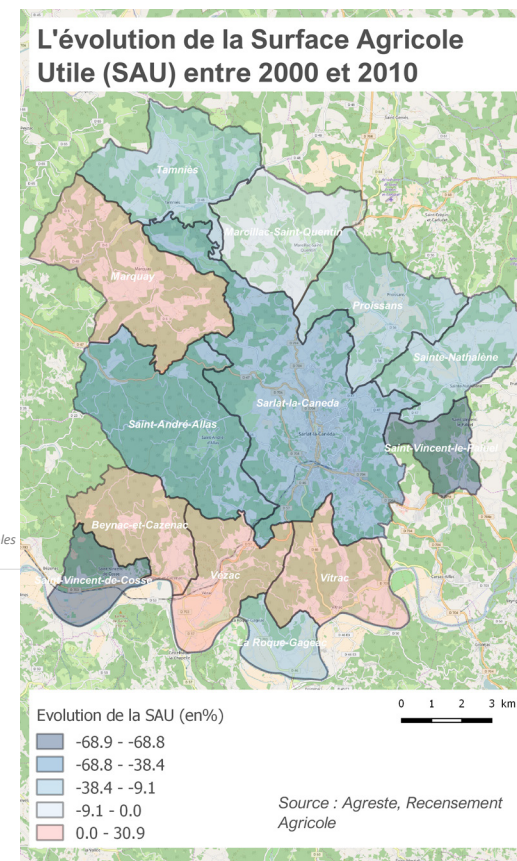 L'évolution de la Surface Agricole
Utile (SAU) entre 2000 et 2010
Tamniès
Marcillac-Saint-Quentin
Marquay
Proissans
Sainte-Nathalène
Sarlat-la-Caneda
Saint-André-Allas
Saint-Vincent-le-Paluel
Beynac-et-Cazenac
les
Saint-Vincent-de-Cosse
Vézac
Vitrac
La Roque-Gageac
Evolution de la SAU (en%)
0 1 2 3 km
-68.9 - -68.8
-68.8 - -38.4
-38.4 - -9.1
-9.1 - 0.0
0.0 - 30.9
Source : Agreste, Recensement
Agricole